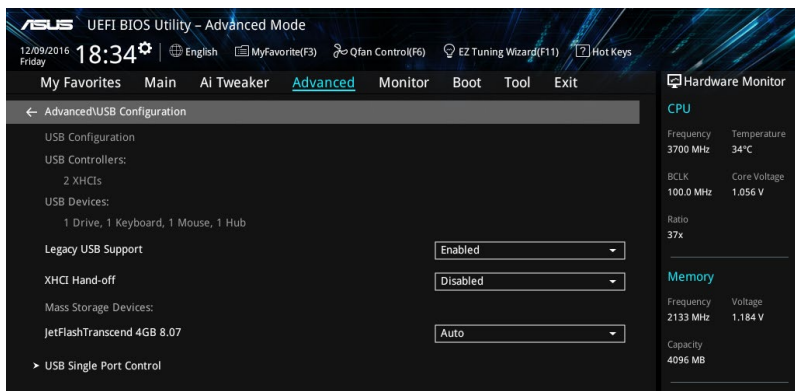 ASUS UEFI BIOS Utility – Advanced Mode
12/09/2016 Friday 18:34 English MyFavorite(F3) Qfan Control(F6) EZ Tuning Wizard(F11) ? Hot Keys
My Favorites Main Ai Tweaker Advanced Monitor Boot Tool Exit
← Advanced\USB Configuration
USB Configuration
USB Controllers:
2 XHCIs
USB Devices:
1 Drive, 1 Keyboard, 1 Mouse, 1 Hub
Legacy USB Support Enabled
XHCI Hand-off Disabled
Mass Storage Devices:
JetFlashTranscend 4GB 8.07 Auto
> USB Single Port Control
Hardware Monitor
CPU
Frequency Temperature
3700 MHz 34°C
BCLK Core Voltage
100.0 MHz 1.056 V
Ratio
37x
Memory
Frequency Voltage
2133 MHz 1.184 V
Capacity
4096 MB